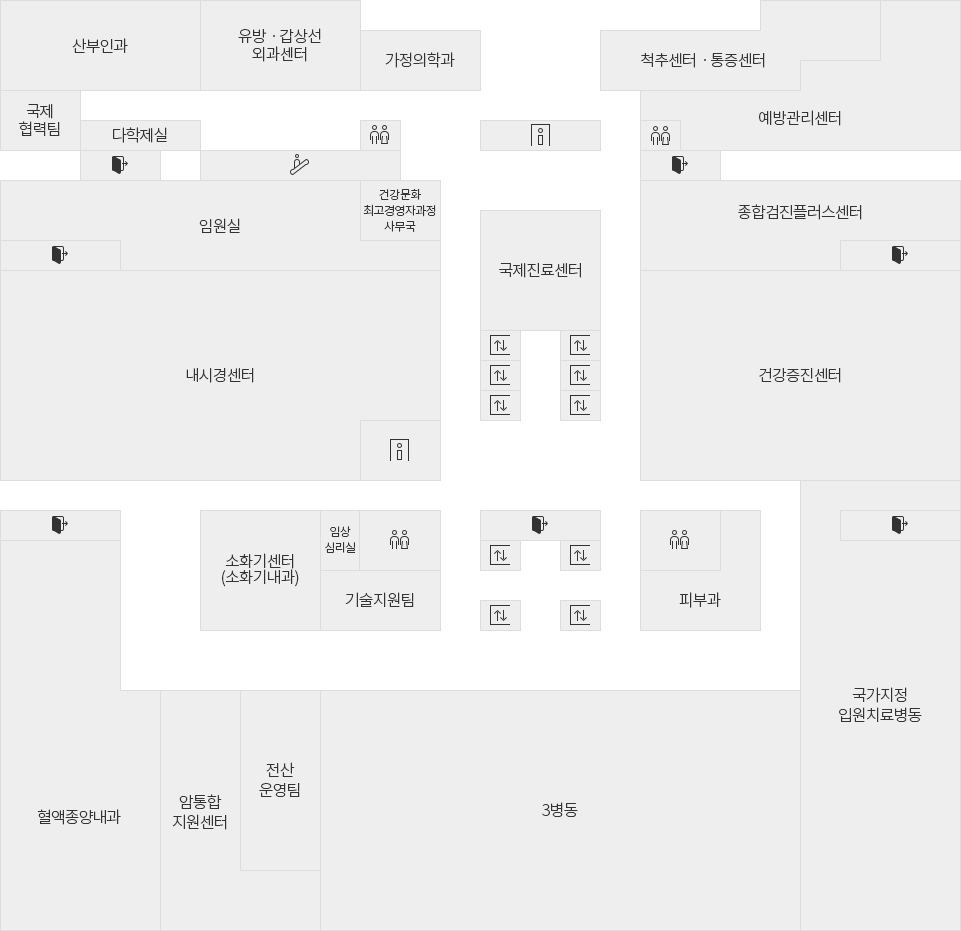 산부인과
유방 · 갑상선
외과센터
가정의학과
척추센터 · 통증센터
국제
협력팀
다학제실
예방관리센터
임원실
건강문화
최고경영자과정
사무국
종합검진플러스센터
국제진료센터
내시경센터
건강증진센터
소화기센터
(소화기내과)
임상
심리실
기술지원팀
피부과
국가지정
입원치료병동
혈액종양내과
암통합
지원센터
전산
운영팀
3병동